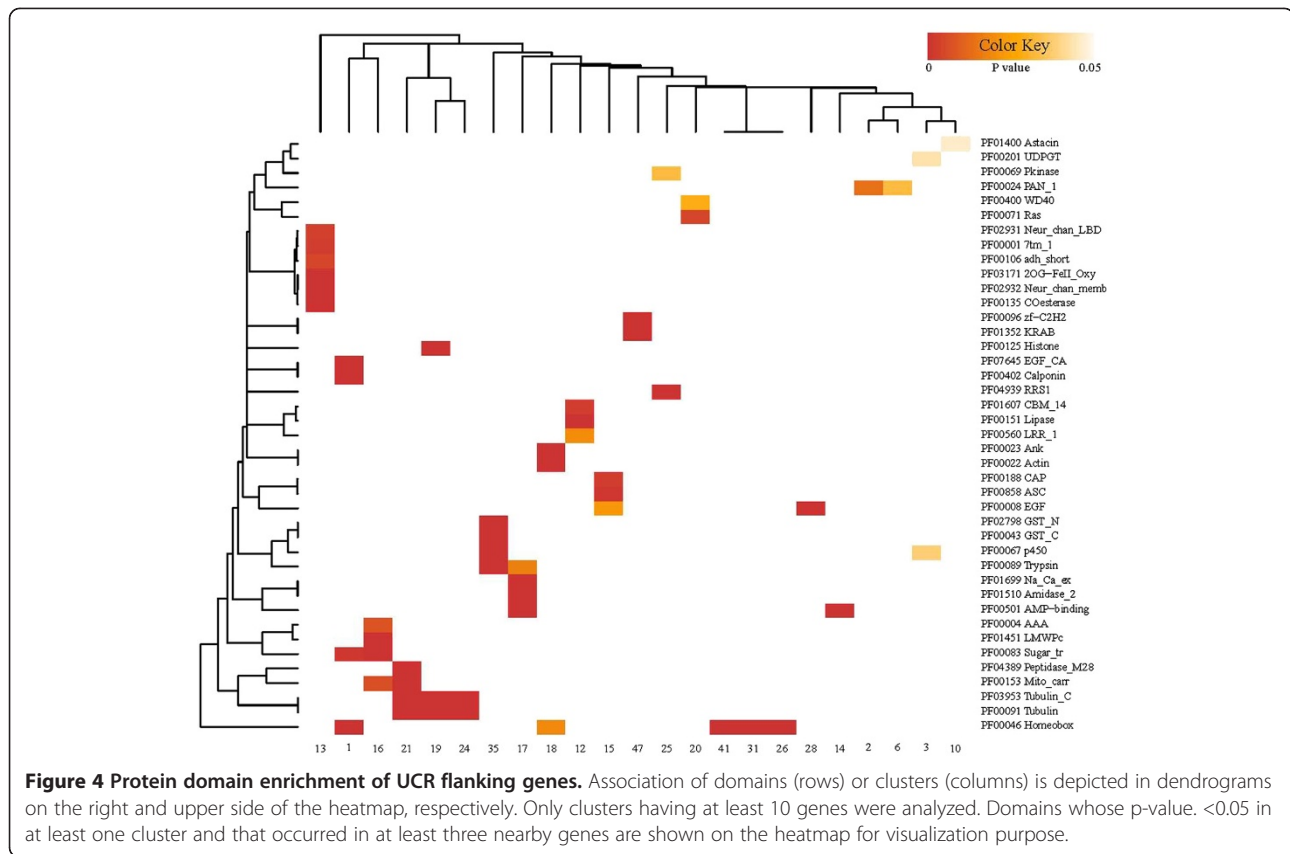 Color Key
0 P value 0.05
PF01400 Astacin
PF00201 UDPGT
PF00069 Pkinase
PF00024 PAN_1
PF00400 WD40
PF00071 Ras
PF02931 Neur_chan_LBD
PF00001 7tm_1
PF00106 adh_short
PF03171 2OG-FeII_Oxy
PF02932 Neur_chan_memb
PF00135 COesterase
PF00096 zf-C2H2
PF01352 KRAB
PF00125 Histone
PF07645 EGF_CA
PF00402 Calponin
PF04939 RRS1
PF01607 CBM_14
PF00151 Lipase
PF00560 LRR_1
PF00023 Ank
PF00022 Actin
PF00188 CAP
PF00858 ASC
PF00008 EGF
PF02798 GST_N
PF00043 GST_C
PF00067 p450
PF00089 Trypsin
PF01699 Na_Ca_ex
PF01510 Amidase_2
PF00501 AMP-binding
PF00004 AAA
PF01451 LMWPc
PF00083 Sugar_tr
PF04389 Peptidase_M28
PF00153 Mito_carr
PF03953 Tubulin_C
PF00091 Tubulin
PF00046 Homeobox
13 1 16 21 19 24 35 17 18 12 15 47 25 20 41 31 26 28 14 2 6 3 10
Figure 4 Protein domain enrichment of UCR flanking genes. Association of domains (rows) or clusters (columns) is depicted in dendrograms
on the right and upper side of the heatmap, respectively. Only clusters having at least 10 genes were analyzed. Domains whose p-value. <0.05 in
at least one cluster and that occurred in at least three nearby genes are shown on the heatmap for visualization purpose.